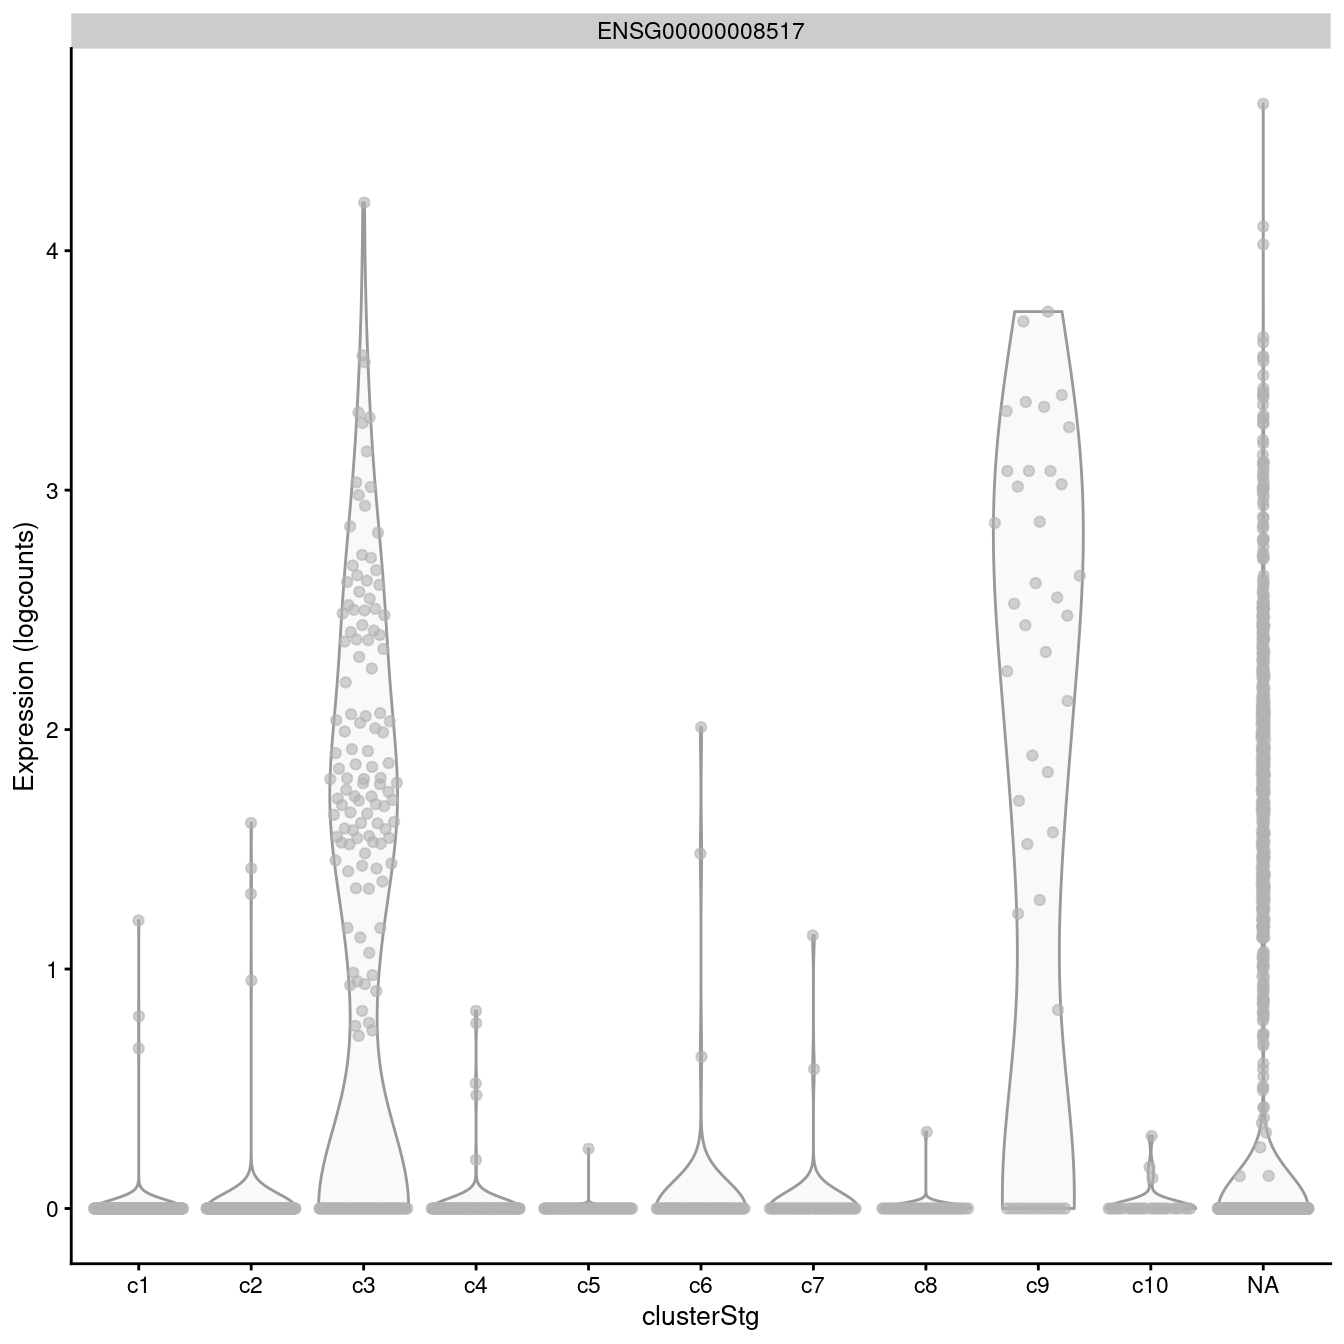 ENSG00000008517
Expression (logcounts)
4
3
2
1
0
c1 c2 c3 c4 c5 c6 c7 c8 c9 c10 NA
clusterStg